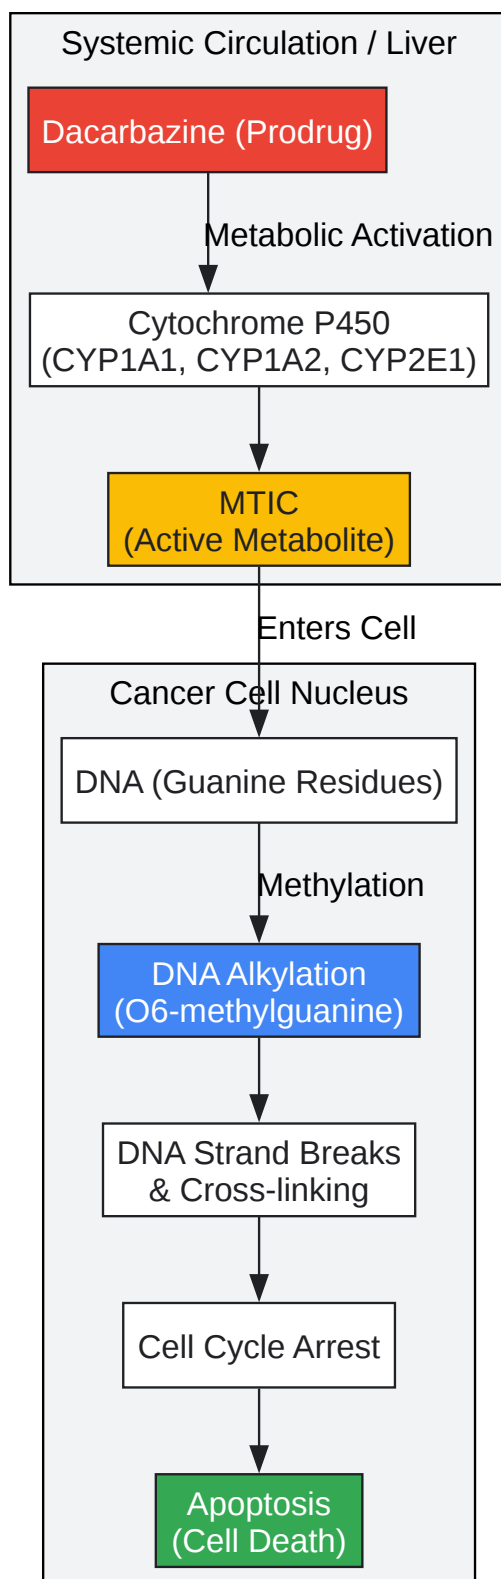 Systemic Circulation / Liver
Dacarbazine (Prodrug)
Metabolic Activation
Cytochrome P450
(CYP1A1, CYP1A2, CYP2E1)
MTIC
(Active Metabolite)
Enters Cell
Cancer Cell Nucleus
DNA (Guanine Residues)
Methylation
DNA Alkylation
(O6-methylguanine)
DNA Strand Breaks
& Cross-linking
Cell Cycle Arrest
Apoptosis
(Cell Death)